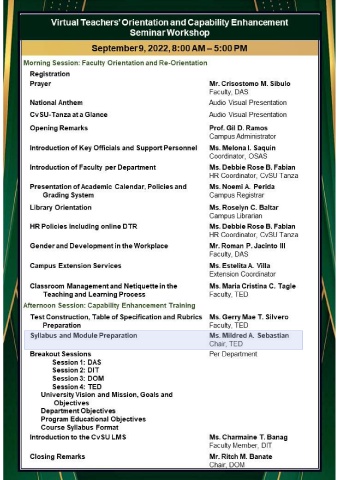 Virtual Teachers' Orientation and Capability Enhancement
Seminar Workshop
September 9, 2022, 8:00 AM – 5:00 PM
Morning Session: Faculty Orientation and Re-Orientation
Registration
Prayer Mr. Crisostomo M. Sibulo
Faculty, DAS
National Anthem Audio Visual Presentation
CvSU-Tanza at a Glance Audio Visual Presentation
Opening Remarks Prof. Gil D. Ramos
Campus Administrator
Introduction of Key Officials and Support Personnel Ms. Melona I. Saquin
Coordinator, OSAS
Introduction of Faculty per Department Ms. Debbie Rose B. Fabian
HR Coordinator, CvSU Tanza
Presentation of Academic Calendar, Policies and Ms. Noemi A. Perida
Grading System Campus Registrar
Library Orientation Ms. Roselyn C. Baltar
Campus Librarian
HR Policies including online DTR Ms. Debbie Rose B. Fabian
HR Coordinator, CvSU Tanza
Gender and Development in the Workplace Mr. Roman P. Jacinto III
Faculty, DAS
Campus Extension Services Ms. Estelita A. Villa
Extension Coordinator
Classroom Management and Netiquette in the Ms. Maria Cristina C. Tagle
Teaching and Learning Process Faculty, TED
Afternoon Session: Capability Enhancement Training
Test Construction, Table of Specification and Rubrics Ms. Gerry Mae T. Silvero
Preparation Faculty, TED
Syllabus and Module Preparation Ms. Mildred A. Sebastian
Chair, TED
Breakout Sessions Per Department
Session 1: DAS
Session 2: DIT
Session 3: DOM
Session 4: TED
University Vision and Mission, Goals and
Objectives
Department Objectives
Program Educational Objectives
Course Syllabus Format
Introduction to the CvSU LMS Ms. Charmaine T. Banag
Faculty Member, DIT
Closing Remarks Mr. Ritch M. Banate
Chair, DOM